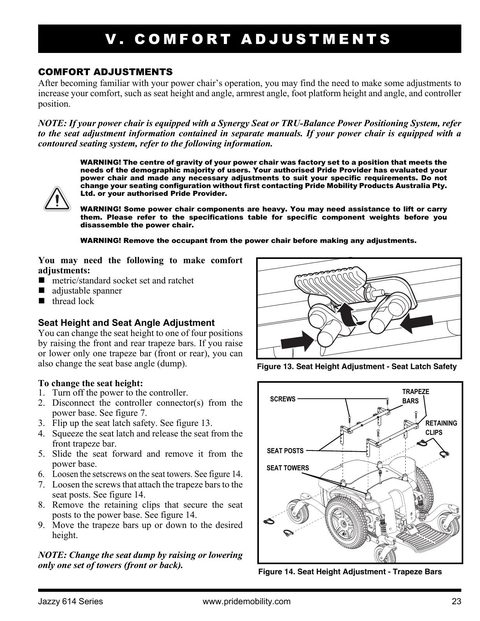 V. COMFORT ADJUSTMENTS
COMFORT ADJUSTMENTS
After becoming familiar with your power chair's operation, you may find the need to make some adjustments to
increase your comfort, such as seat height and angle, armrest angle, foot platform height and angle, and controller
position.
NOTE: If your power chair is equipped with a Synergy Seat or TRU-Balance Power Positioning System, refer
to the seat adjustment information contained in separate manuals. If your power chair is equipped with a
contoured seating system, refer to the following information.
WARNING! The centre of gravity of your power chair was factory set to a position that meets the
needs of the demographic majority of users. Your authorised Pride Provider has evaluated your
power chair and made any necessary adjustments to suit your specific requirements. Do not
change your seating configuration without first contacting Pride Mobility Products Australia Pty.
Ltd. or your authorised Pride Provider.
WARNING! Some power chair components are heavy. You may need assistance to lift or carry
them. Please refer to the specifications table for specific component weights before you
disassemble the power chair.
WARNING! Remove the occupant from the power chair before making any adjustments.
You may need the following to make comfort
adjustments:
■ metric/standard socket set and ratchet
■ adjustable spanner
■ thread lock
Seat Height and Seat Angle Adjustment
You can change the seat height to one of four positions
by raising the front and rear trapeze bars. If you raise
or lower only one trapeze bar (front or rear), you can
also change the seat base angle (dump).
To change the seat height:
1. Turn off the power to the controller.
2. Disconnect the controller connector(s) from the
power base. See figure 7.
3. Flip up the seat latch safety. See figure 13.
4. Squeeze the seat latch and release the seat from the
front trapeze bar.
5. Slide the seat forward and remove it from the
power base.
6. Loosen the setscrews on the seat towers. See figure 14.
7. Loosen the screws that attach the trapeze bars to the
seat posts. See figure 14.
8. Remove the retaining clips that secure the seat
posts to the power base. See figure 14.
9. Move the trapeze bars up or down to the desired
height.
NOTE: Change the seat dump by raising or lowering
only one set of towers (front or back).
Figure 13. Seat Height Adjustment - Seat Latch Safety
SCREWS
TRAPEZE
BARS
RETAINING
CLIPS
SEAT POSTS
SEAT TOWERS
Figure 14. Seat Height Adjustment - Trapeze Bars
Jazzy 614 Series
www.pridemobility.com
23